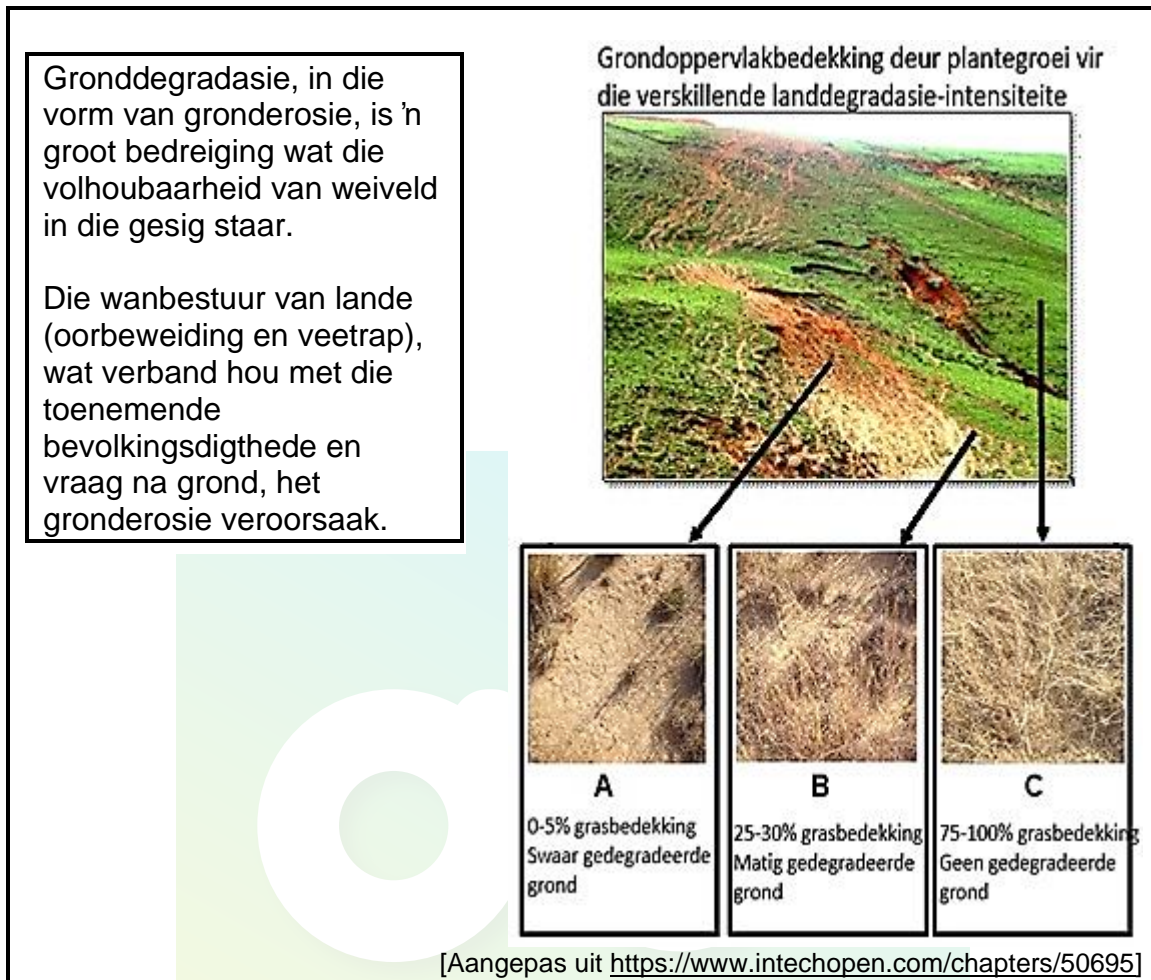 Gronddegradasie, in die
vorm van gronderosie, is 'n
groot bedreiging wat die
volhoubaarheid van weiveld
in die gesig staar.
Die wanbestuur van lande
(oorbeweiding en veetrap),
wat verband hou met die
toenemende
bevolkingsdigthede en
vraag na grond, het
gronderosie veroorsaak.
Grondoppervlakbedekking deur plantegroei vir
die verskillende landdegradasie-intensiteite
A
0-5% grasbedekking
Swaar gedegradeerde
grond
B
25-30% grasbedekking
Matig gedegradeerde
grond
C
75-100% grasbedekking
Geen gedegradeerde
grond
[Aangepas uit https://www.intechopen.com/chapters/50695]